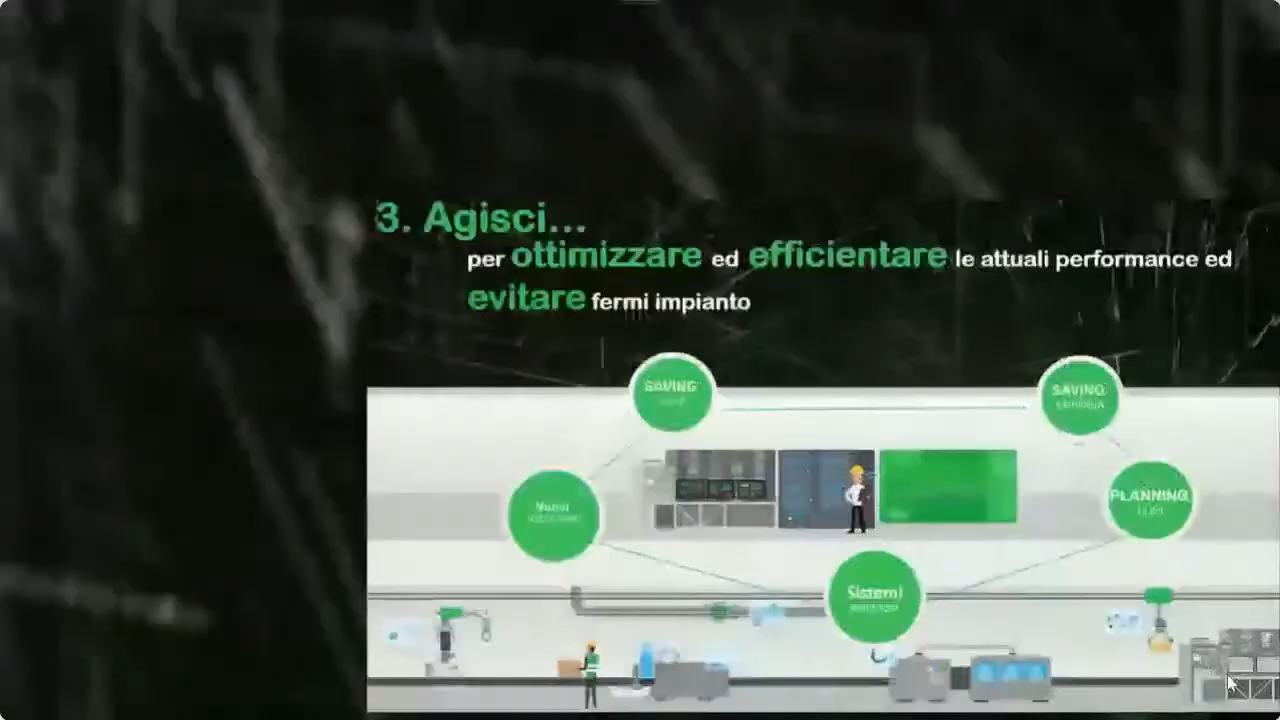 3. Agisci...
per ottimizzare ed efficientare le attuali performance ed
evitare fermi impianto
SAVING
SAVING
Nuovi
PLANNING
Sistemi